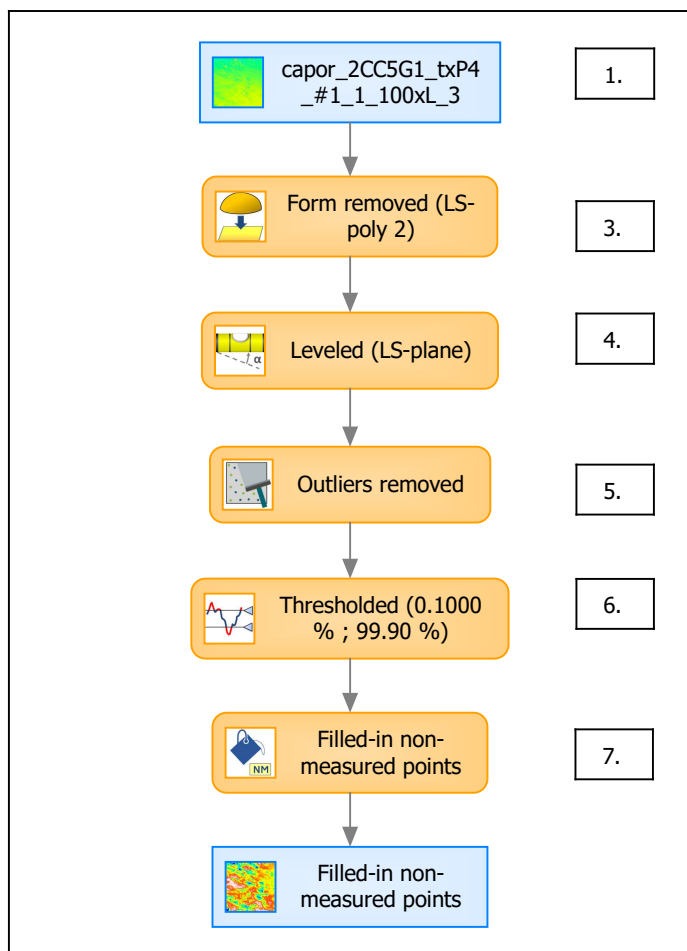 capor_2CC5G1_txP4
_#1_1_100xL_3
1.
Form removed (LS-
poly 2)
3.
Leveled (LS-plane)
α
4.
Outliers removed
5.
Thresholded (0.1000
% ; 99.90 %)
6.
Filled-in non-
measured points
NM
7.
Filled-in non-
measured points